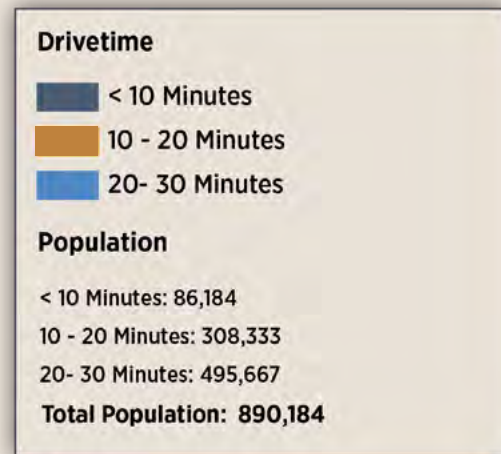 Drivetime
< 10 Minutes
10 - 20 Minutes
20- 30 Minutes
Population
< 10 Minutes: 86,184
10 - 20 Minutes: 308,333
20- 30 Minutes: 495,667
Total Population: 890,184